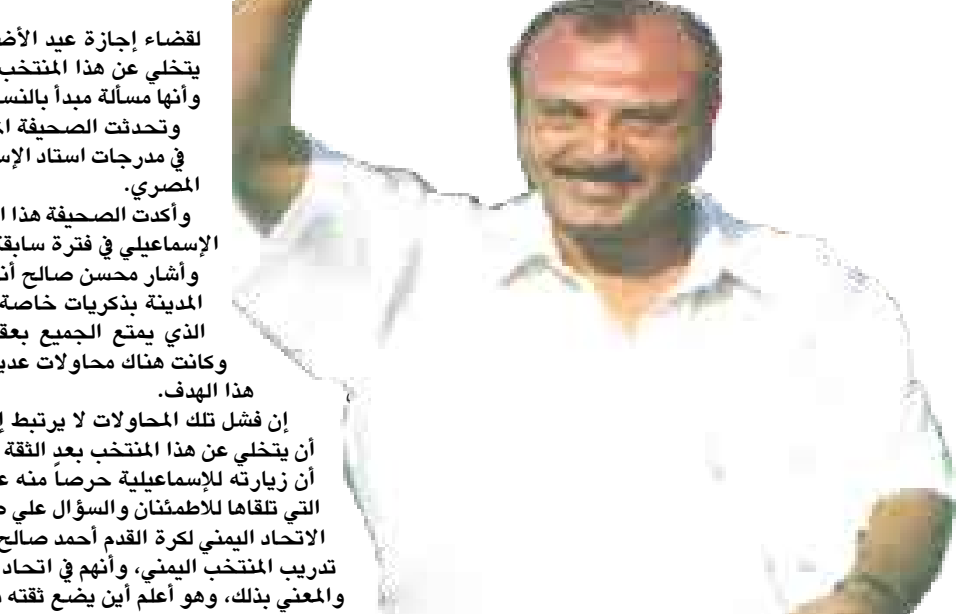 لقضاء إجازة عيد الأض
يتخلي عن هذا المنتخب
وأنها مسألة مبدأ بالنس
وتحدثت الصحيفة الم
في مدرجات استاد الإس
المصري.
وأكدت الصحيفة هذا ا
الإسماعيلي في فترة سابقة
وأشار محسن صالح أنـ
المدينة بذكريات خاصة
الذي يمتع الجميع بعق
وكانت هناك محاولات عدي
هذا الهدف.
إن فشل تلك المحاولات لا يرتبط إ
أن يتخلي عن هذا المنتخب بعد الثقة
أن زيارته للإسماعيلية حرصاً منه ع
التي تلقاها للاطمئنان والسؤال علي ص
الاتحاد اليمني لكرة القدم أحمد صالح
تدريب المنتخب اليمني، وأنهم في اتحاد
والمعني بذلك، وهو أعلم أين يضع ثقته